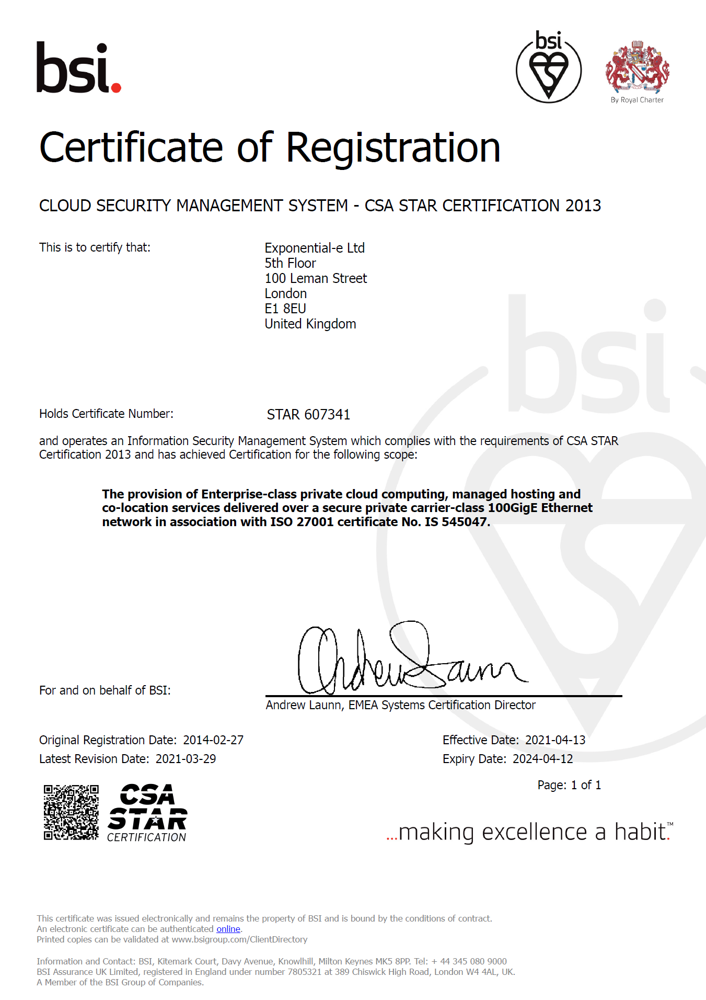 bsi.
bsi
By Royal Charter
Certificate of Registration
CLOUD SECURITY MANAGEMENT SYSTEM - CSA STAR CERTIFICATION 2013
This is to certify that:
Exponential-e Ltd
5th Floor
100 Leman Street
London
E1 8EU
United Kingdom
bsi
Holds Certificate Number:
STAR 607341
and operates an Information Security Management System which complies with the requirements of CSA STAR
Certification 2013 and has achieved Certification for the following scope:
The provision of Enterprise-class private cloud computing, managed hosting and
co-location services delivered over a secure private carrier-class 100GigE Ethernet
network in association with ISO 27001 certificate No. IS 545047.
Andrew Launn
For and on behalf of BSI:
Andrew Launn, EMEA Systems Certification Director
Original Registration Date: 2014-02-27
Effective Date: 2021-04-13
Latest Revision Date: 2021-03-29
Expiry Date: 2024-04-12
Page: 1 of 1
CSA
STAR
CERTIFICATION
...making excellence a habit.™
This certificate was issued electronically and remains the property of BSI and is bound by the conditions of contract.
An electronic certificate can be authenticated online.
Printed copies can be validated at www.bsigroup.com/ClientDirectory
Information and Contact: BSI, Kitemark Court, Davy Avenue, Knowlhill, Milton Keynes MK5 8PP. Tel: + 44 345 080 9000
BSI Assurance UK Limited, registered in England under number 7805321 at 389 Chiswick High Road, London W4 4AL, UK.
A Member of the BSI Group of Companies.